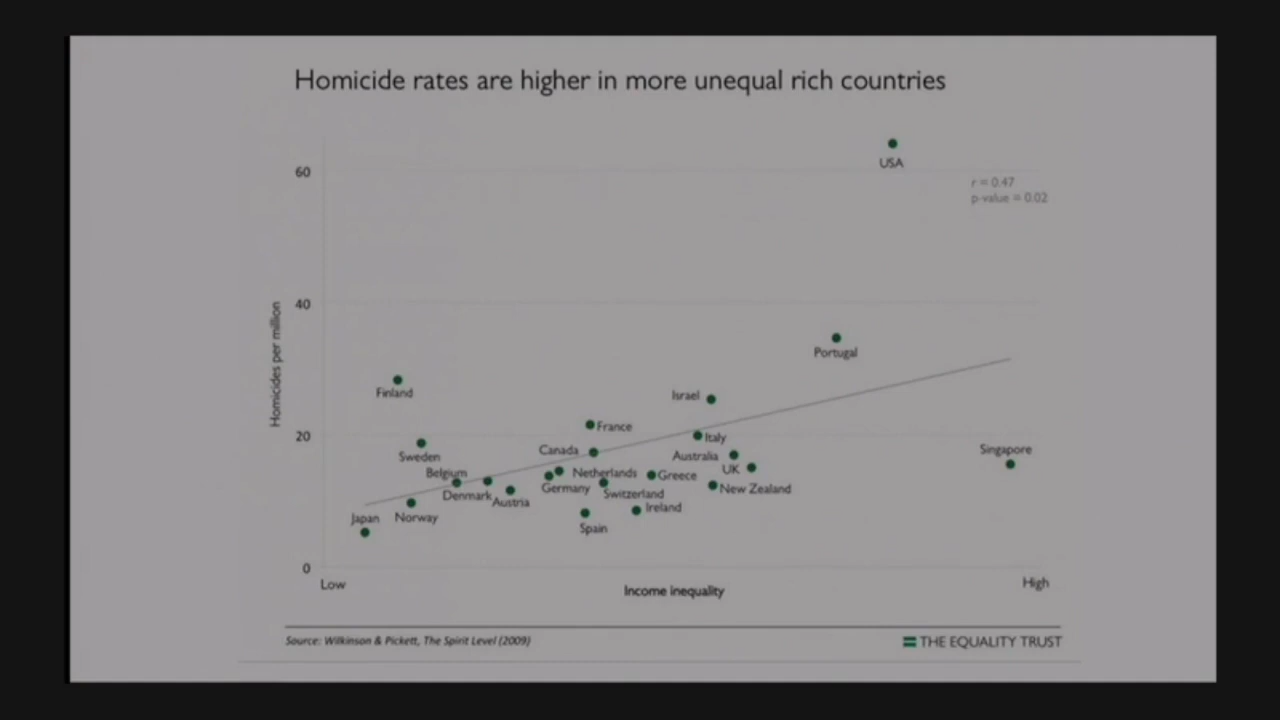 Homicide rates are higher in more unequal rich countries
USA
60
r = 0.47
p-value = 0.02
40
Homicides per million
Portugal
Finland
Israel
France
20
Italy
Canada
Sweden
Australia
Singapore
Belgium
Netherlands
UK
Greece
Denmark
Germany
Austria
Switzerland
New Zealand
Japan
Norway
Ireland
Spain
0
Low
High
Income inequality
Source: Wilkinson & Pickett, The Spirit Level (2009)
THE EQUALITY TRUST